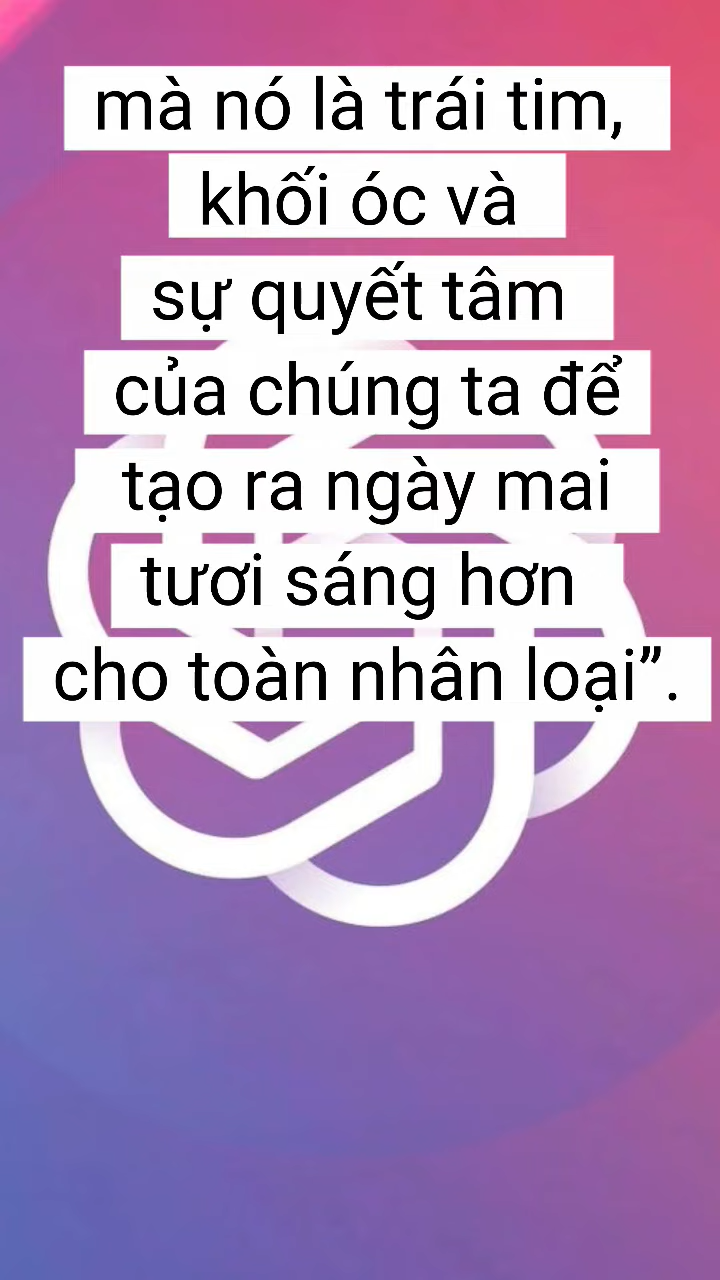 mà nó là trái tim,
khối óc và
sự quyết tâm
của chúng ta để
tạo ra ngày mai
tươi sáng hơn
cho toàn nhân loại”.